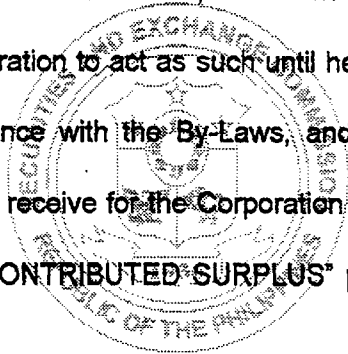 ration to act as such until he
nce with the By-Laws, and
receive for the Corporation
ONTRIBUTED SURPLUS"
SECURITIES AND EXCHANGE COMMISSION
REPUBLIC OF THE PHILIPPINES